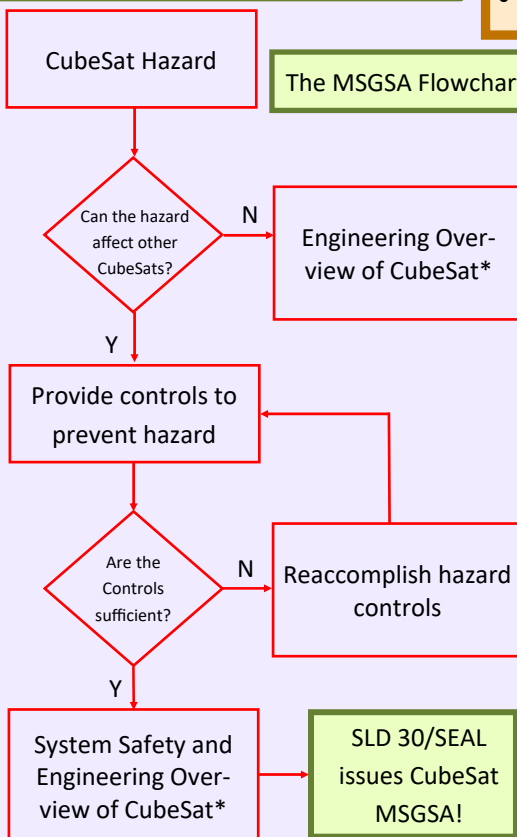 CubeSat Hazard
The MSGSA Flowchar
Can the hazard
affect other
CubeSats?
N
Engineering Over-
view of CubeSat*
Y
Provide controls to
prevent hazard
Are the
Controls
sufficient?
N
Reaccomplish hazard
controls
Y
System Safety and
Engineering Over-
view of CubeSat*
SLD 30/SEAL
issues CubeSat
MSGSA!